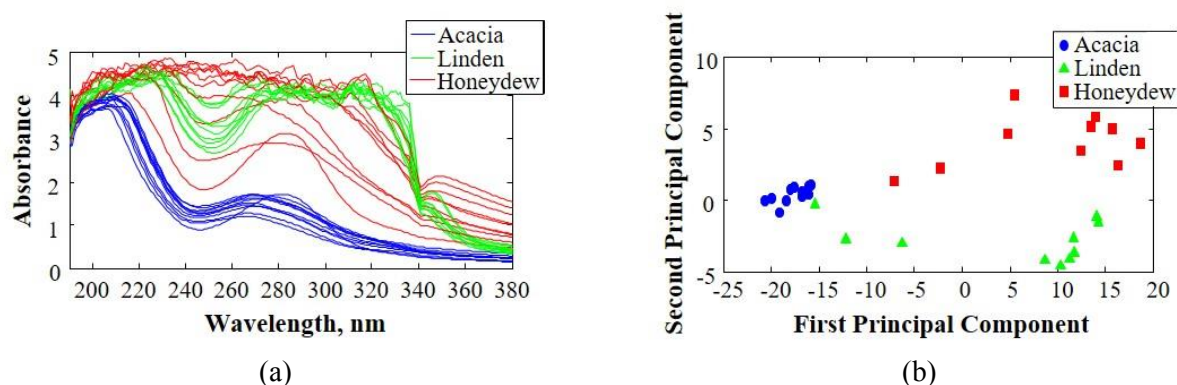 Acacia
Linden
Honeydew
5
4
3
2
1
0
Absorbance
200 220 240 260 280 300 320 340 360 380
Wavelength, nm
(a)
Acacia
Linden
Honeydew
10
5
0
-5
Second Principal Component
-25 -20 -15 -10 -5 0 5 10 15 20
First Principal Component
(b)